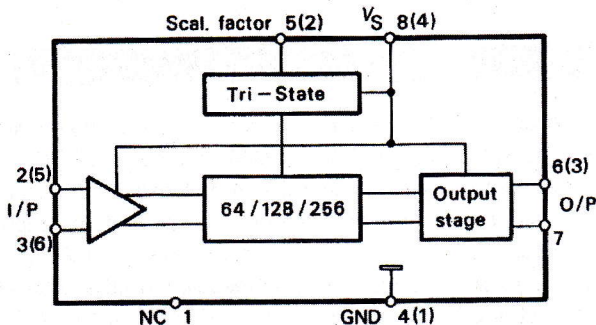 Scal. factor 5(2) VS 8(4)
Tri-State
2(5) 6(3)
I/P 64/128/256 Output stage O/P
3(6) 7
NC 1 GND 4(1)